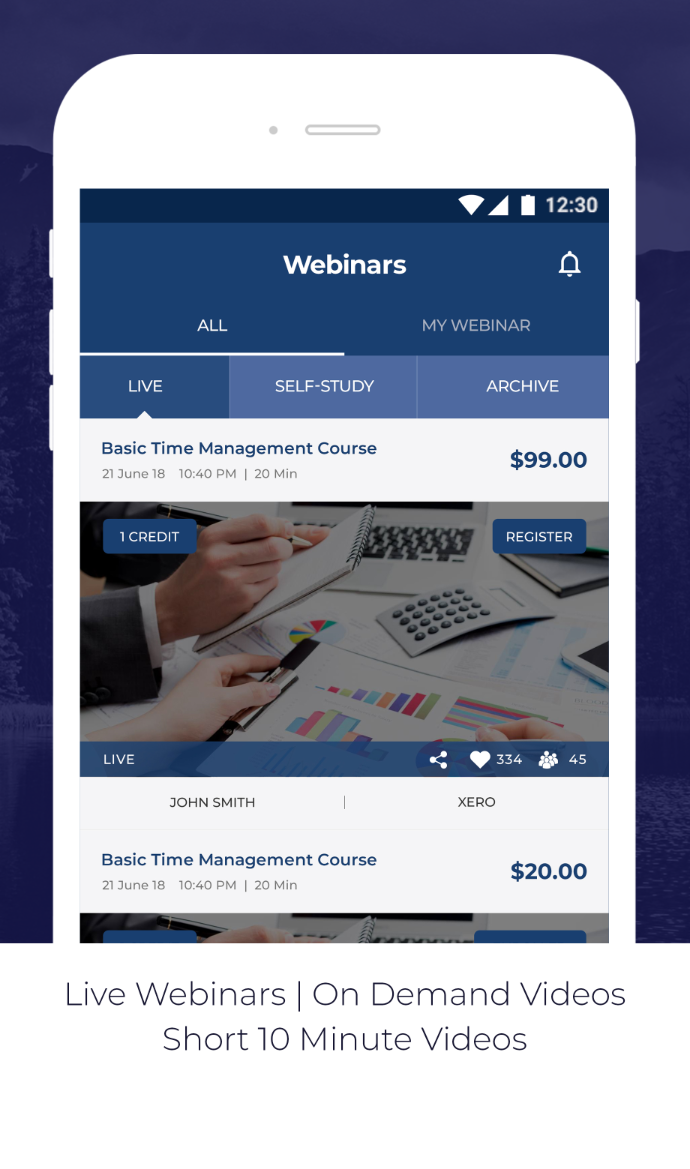 12:30
Webinars
ALL MY WEBINAR
LIVE SELF-STUDY ARCHIVE
Basic Time Management Course
$99.00
21 June 18 10:40 PM | 20 Min
1 CREDIT REGISTER
LIVE 334 45
JOHN SMITH | XERO
Basic Time Management Course
$20.00
21 June 18 10:40 PM | 20 Min
Live Webinars | On Demand Videos
Short 10 Minute Videos